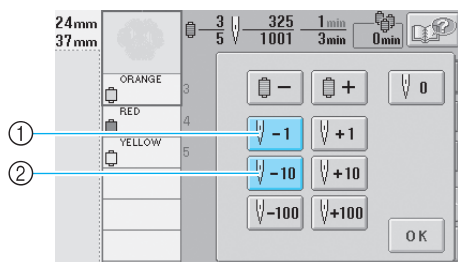 24mm
37mm
3
5
325
1001
1min
3min
0min
ORANGE
3
RED
4
YELLOW
5
−
+
0
① −1 +1
② −10 +10
−100 +100
OK